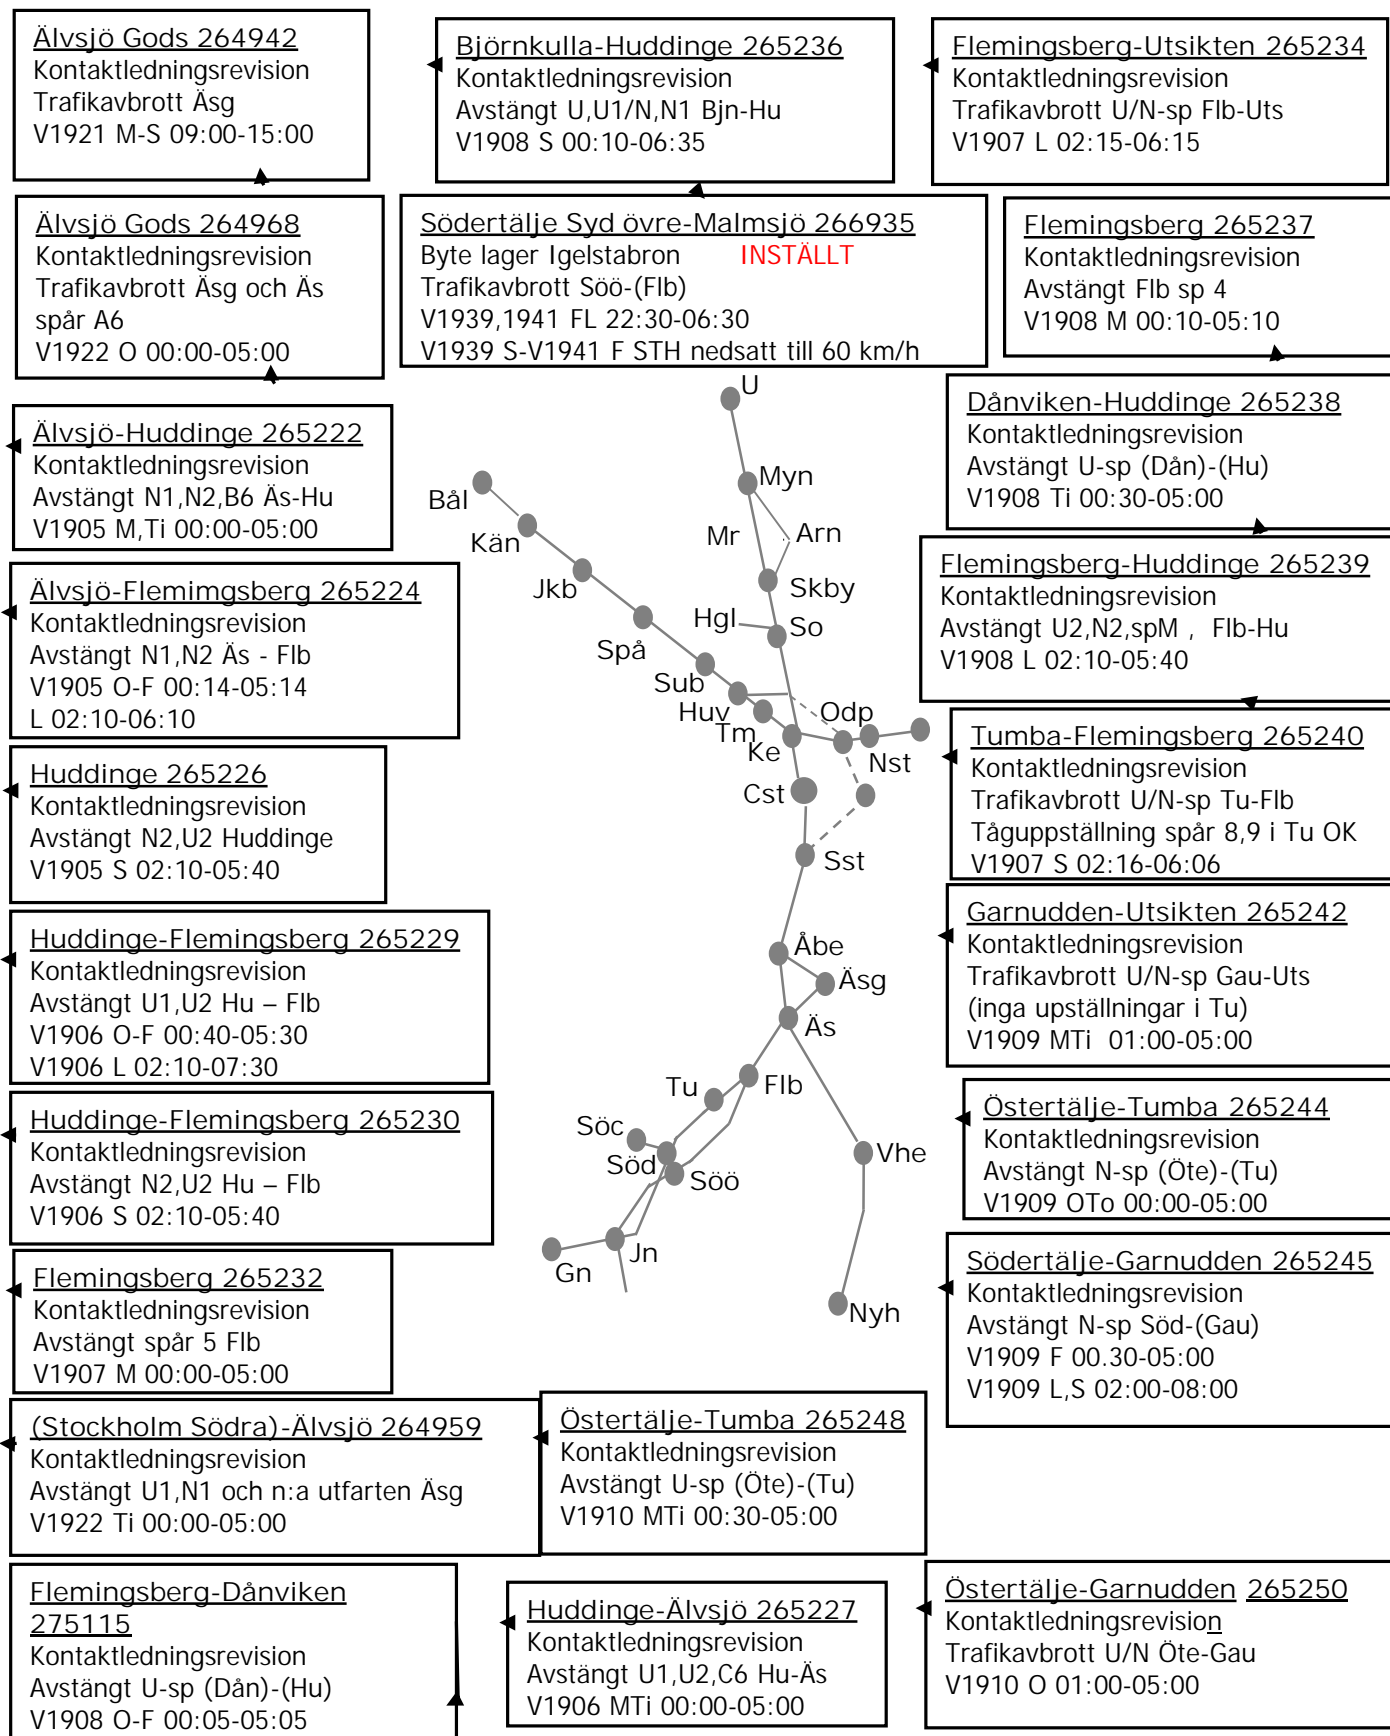 Älvsjö Gods 264942
Kontaktledningsrevision
Trafikavbrott Äsg
V1921 M-S 09:00-15:00
Björnkulla-Huddinge 265236
Kontaktledningsrevision
Avstängt U,U1/N,N1 Bjn-Hu
V1908 S 00:10-06:35
Flemingsberg-Utsikten 265234
Kontaktledningsrevision
Trafikavbrott U/N-sp Flb-Uts
V1907 L 02:15-06:15
Älvsjö Gods 264968
Kontaktledningsrevision
Trafikavbrott Äsg och Äs
spår A6
V1922 O 00:00-05:00
Södertälje Syd övre-Malmsjö 266935
Byte lager Igelstabron INSTÄLLT
Trafikavbrott Söö-(Flb)
V1939,1941 FL 22:30-06:30
V1939 S-V1941 F STH nedsatt till 60 km/h
Flemingsberg 265237
Kontaktledningsrevision
Avstängt Flb sp 4
V1908 M 00:10-05:10
Älvsjö-Huddinge 265222
Kontaktledningsrevision
Avstängt N1,N2,B6 Äs-Hu
V1905 M,Ti 00:00-05:00
Dånviken-Huddinge 265238
Kontaktledningsrevision
Avstängt U-sp (Dån)-(Hu)
V1908 Ti 00:30-05:00
Älvsjö-Flemimgsberg 265224
Kontaktledningsrevision
Avstängt N1,N2 Äs - Flb
V1905 O-F 00:14-05:14
L 02:10-06:10
Flemingsberg-Huddinge 265239
Kontaktledningsrevision
Avstängt U2,N2,spM , Flb-Hu
V1908 L 02:10-05:40
Huddinge 265226
Kontaktledningsrevision
Avstängt N2,U2 Huddinge
V1905 S 02:10-05:40
Tumba-Flemingsberg 265240
Kontaktledningsrevision
Trafikavbrott U/N-sp Tu-Flb
Tåguppställning spår 8,9 i Tu OK
V1907 S 02:16-06:06
Huddinge-Flemingsberg 265229
Kontaktledningsrevision
Avstängt U1,U2 Hu – Flb
V1906 O-F 00:40-05:30
V1906 L 02:10-07:30
Garnudden-Utsikten 265242
Kontaktledningsrevision
Trafikavbrott U/N-sp Gau-Uts
(inga upställningar i Tu)
V1909 MTi 01:00-05:00
Huddinge-Flemingsberg 265230
Kontaktledningsrevision
Avstängt N2,U2 Hu – Flb
V1906 S 02:10-05:40
Östertälje-Tumba 265244
Kontaktledningsrevision
Avstängt N-sp (Öte)-(Tu)
V1909 OTo 00:00-05:00
Flemingsberg 265232
Kontaktledningsrevision
Avstängt spår 5 Flb
V1907 M 00:00-05:00
Södertälje-Garnudden 265245
Kontaktledningsrevision
Avstängt N-sp Söd-(Gau)
V1909 F 00.30-05:00
V1909 L,S 02:00-08:00
(Stockholm Södra)-Älvsjö 264959
Kontaktledningsrevision
Avstängt U1,N1 och n:a utfarten Äsg
V1922 Ti 00:00-05:00
Östertälje-Tumba 265248
Kontaktledningsrevision
Avstängt U-sp (Öte)-(Tu)
V1910 MTi 00:30-05:00
Flemingsberg-Dånviken
275115
Kontaktledningsrevision
Avstängt U-sp (Dån)-(Hu)
V1908 O-F 00:05-05:05
Huddinge-Älvsjö 265227
Kontaktledningsrevision
Avstängt U1,U2,C6 Hu-Äs
V1906 MTi 00:00-05:00
Östertälje-Garnudden 265250
Kontaktledningsrevision
Trafikavbrott U/N Öte-Gau
V1910 O 01:00-05:00
U
Myn
Bål
Mr
Arn
Kän
Jkb
Skby
Hgl
So
Spå
Sub
Huv
Tm
Odp
Ke
Nst
Cst
Sst
Åbe
Äsg
Äs
Flb
Tu
Söc
Söd
Söö
Vhe
Jn
Gn
Nyh